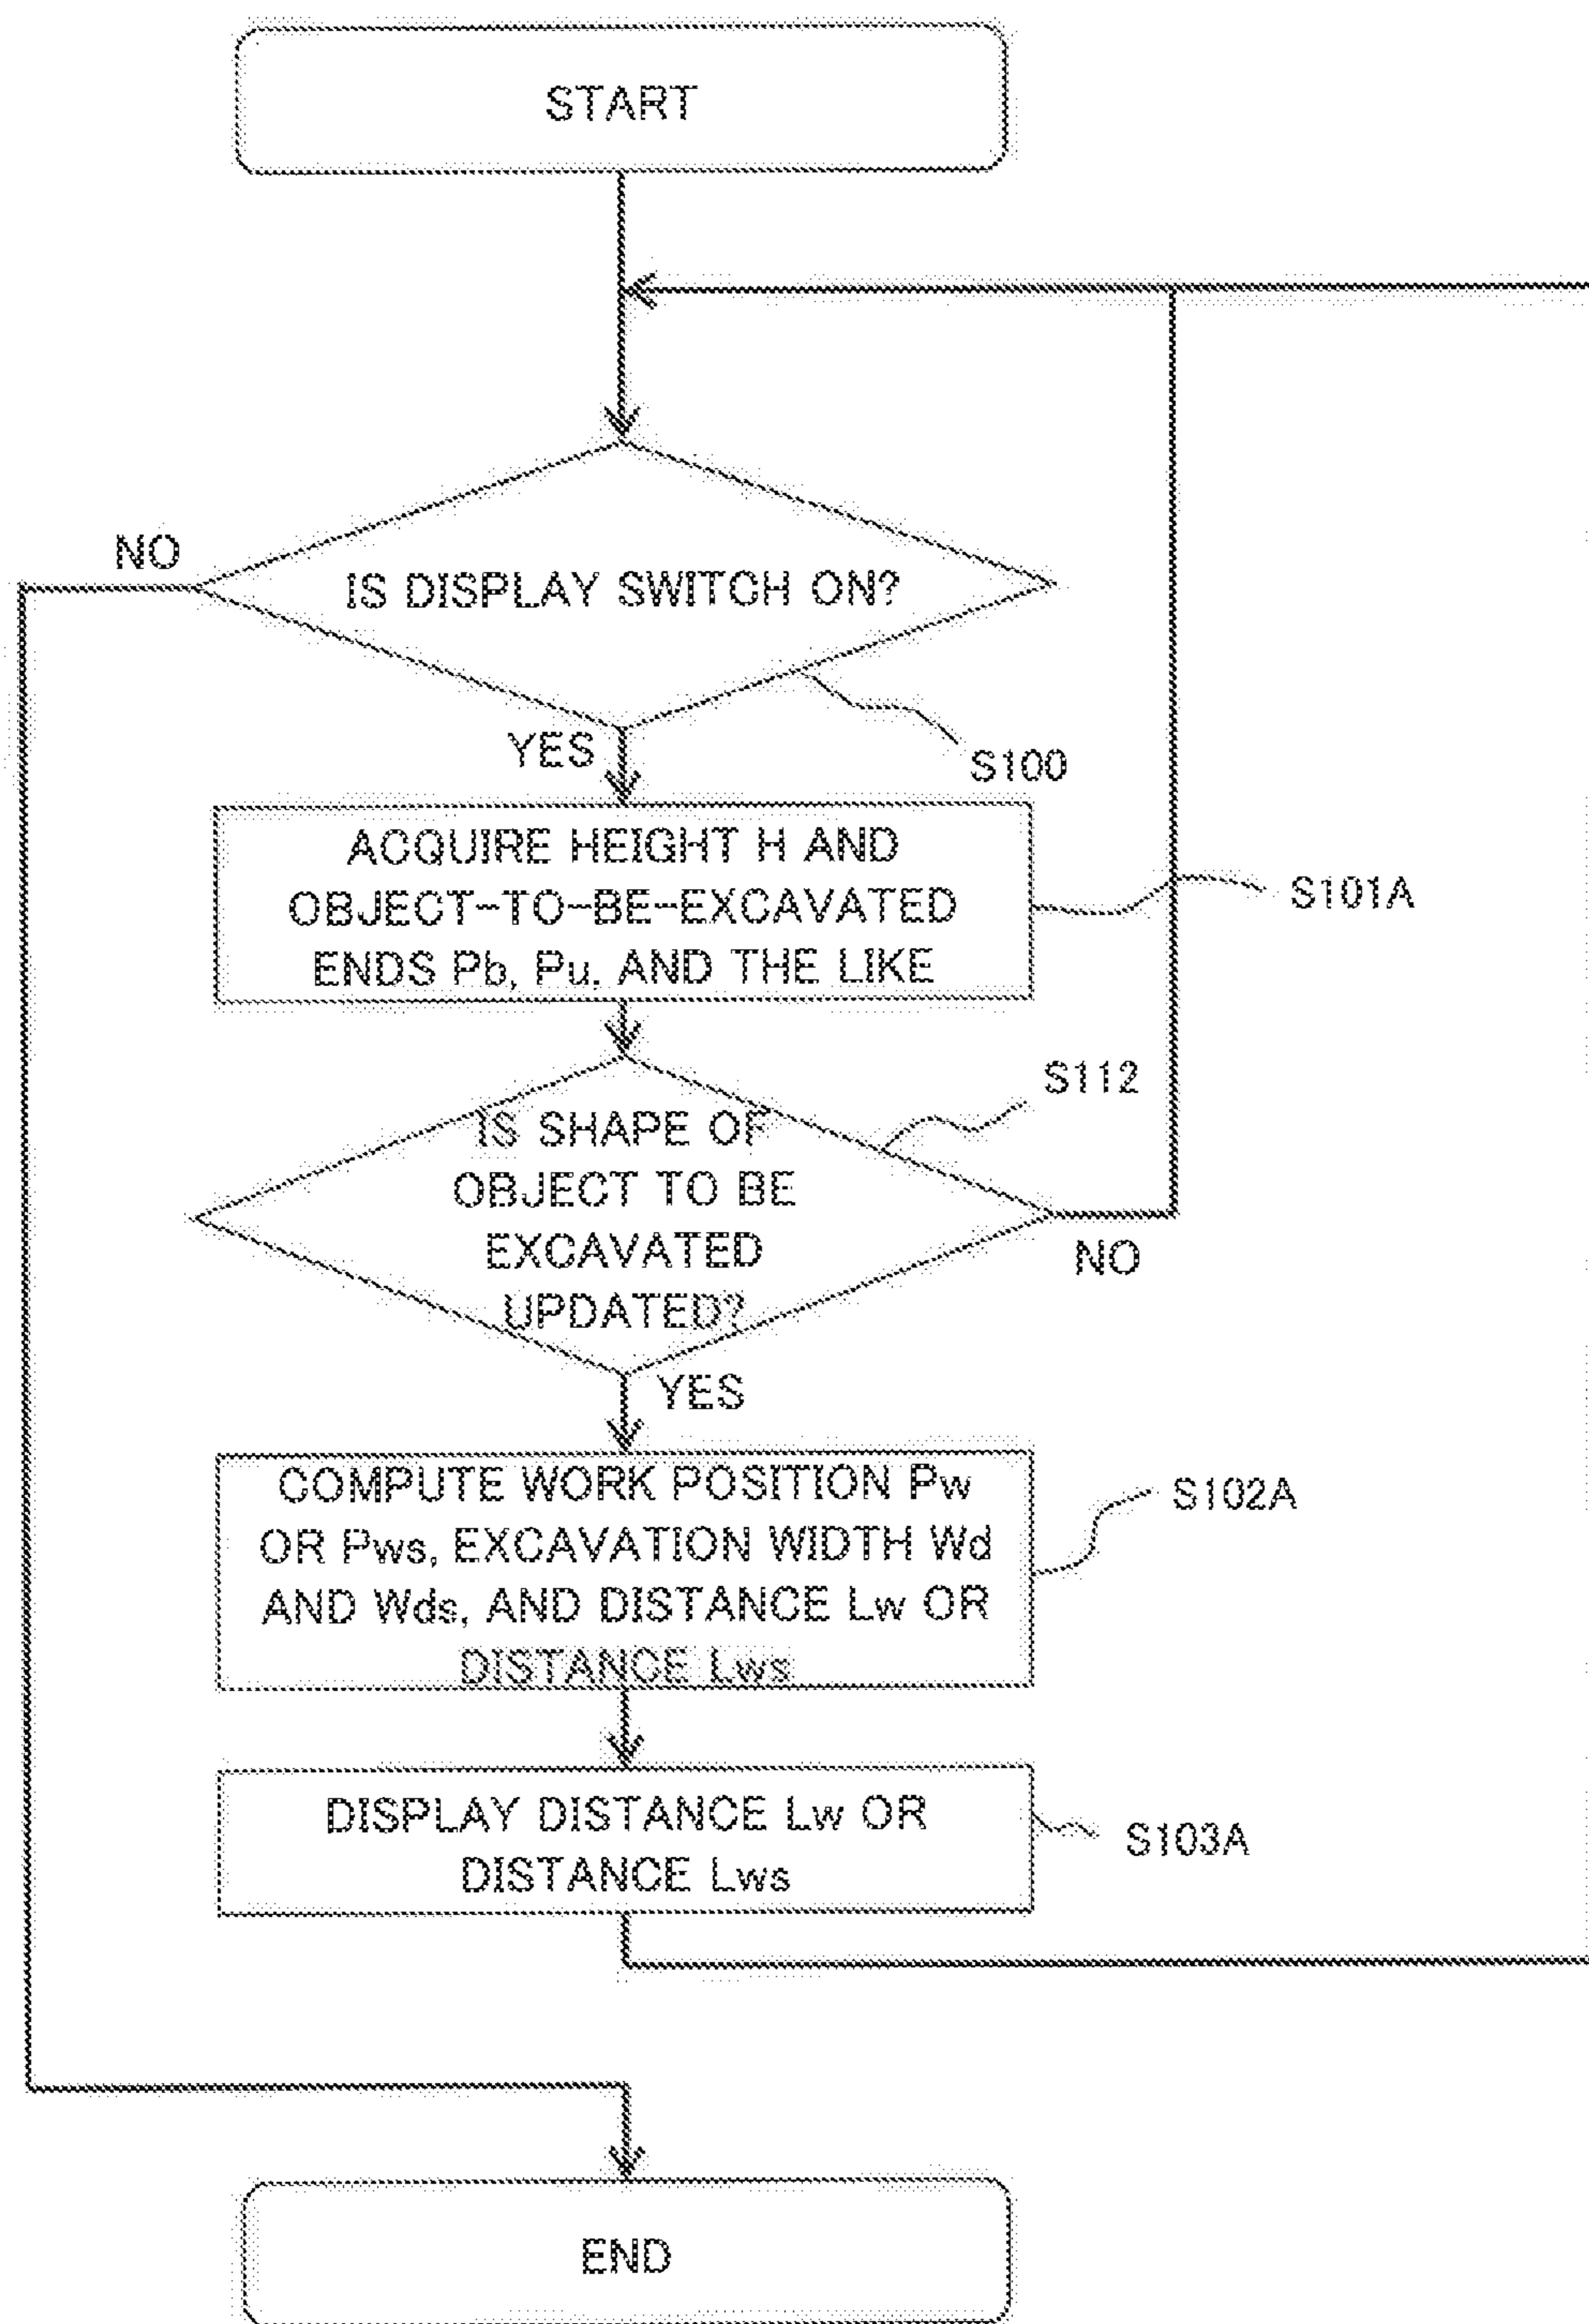 START
NO
IS DISPLAY SWITCH ON?
YES
S100
ACQUIRE HEIGHT H AND
OBJECT-TO-BE-EXCAVATED
ENDS Pb, Pu, AND THE LIKE
S101A
S112
IS SHAPE OF
OBJECT TO BE
EXCAVATED
UPDATED?
NO
YES
COMPUTE WORK POSITION Pw
OR Pws, EXCAVATION WIDTH Wd
AND Wds, AND DISTANCE Lw OR
DISTANCE Lws
S102A
DISPLAY DISTANCE Lw OR
DISTANCE Lws
S103A
END